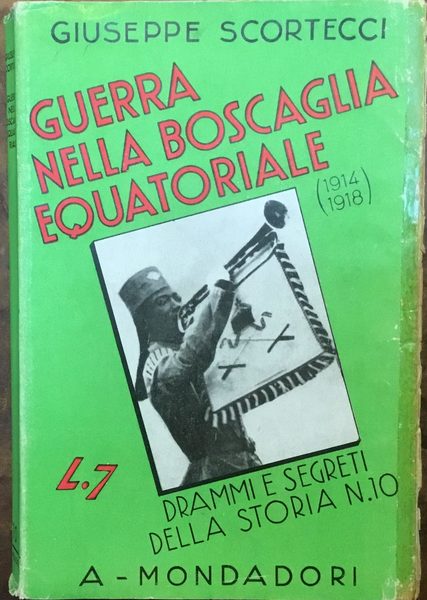 GIUSEPPE SCORTECCI
GUERRA
NELLA BOSCAGLIA
EQUATORIALE
(1914
1918)
L.7
DRAMMI E SEGRETI
DELLA STORIA N.10
A-MONDADORI